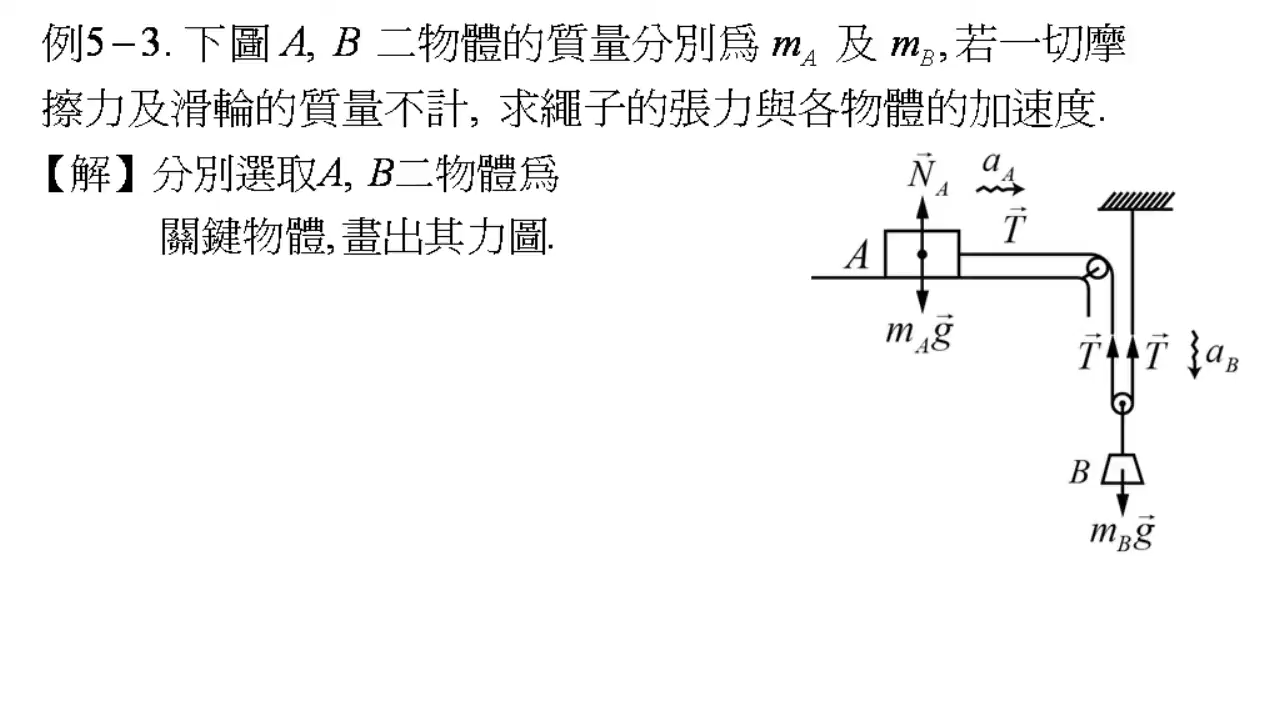 例5－3. 下圖 A, B 二物體的質量分別爲 m_A 及 m_B, 若一切摩
擦力及滑輪的質量不計, 求繩子的張力與各物體的加速度.
【解】分別選取A, B二物體爲
關鍵物體, 畫出其力圖.
N⃗_A
a_A
T⃗
A
m_A g⃗
T⃗
T⃗
a_B
B
m_B g⃗